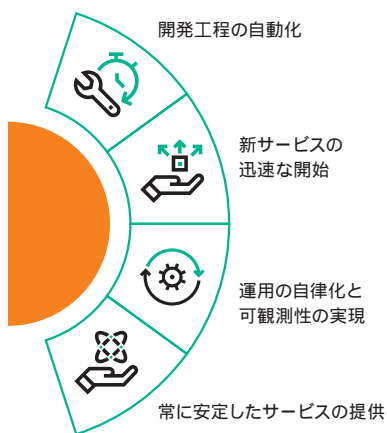 開発工程の自動化
新サービスの
迅速な開始
運用の自律化と
可観測性の実現
常に安定したサービスの提供